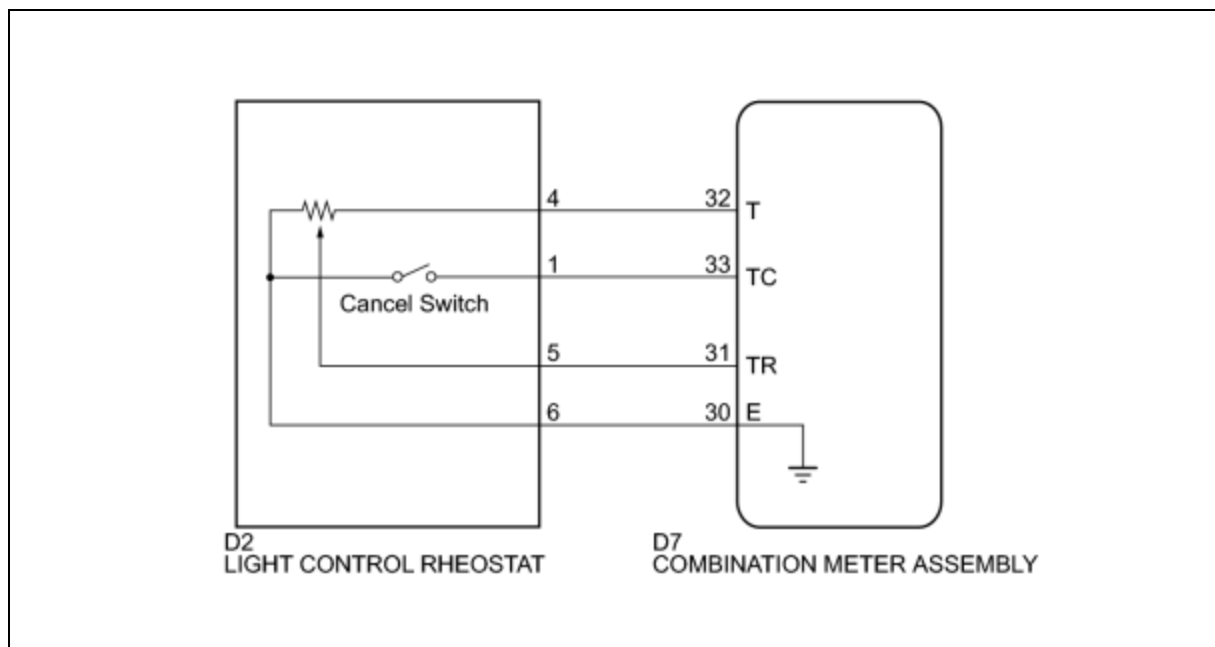 4
32
T
1
33
TC
Cancel Switch
5
31
TR
6
30
E
D2
LIGHT CONTROL RHEOSTAT
D7
COMBINATION METER ASSEMBLY